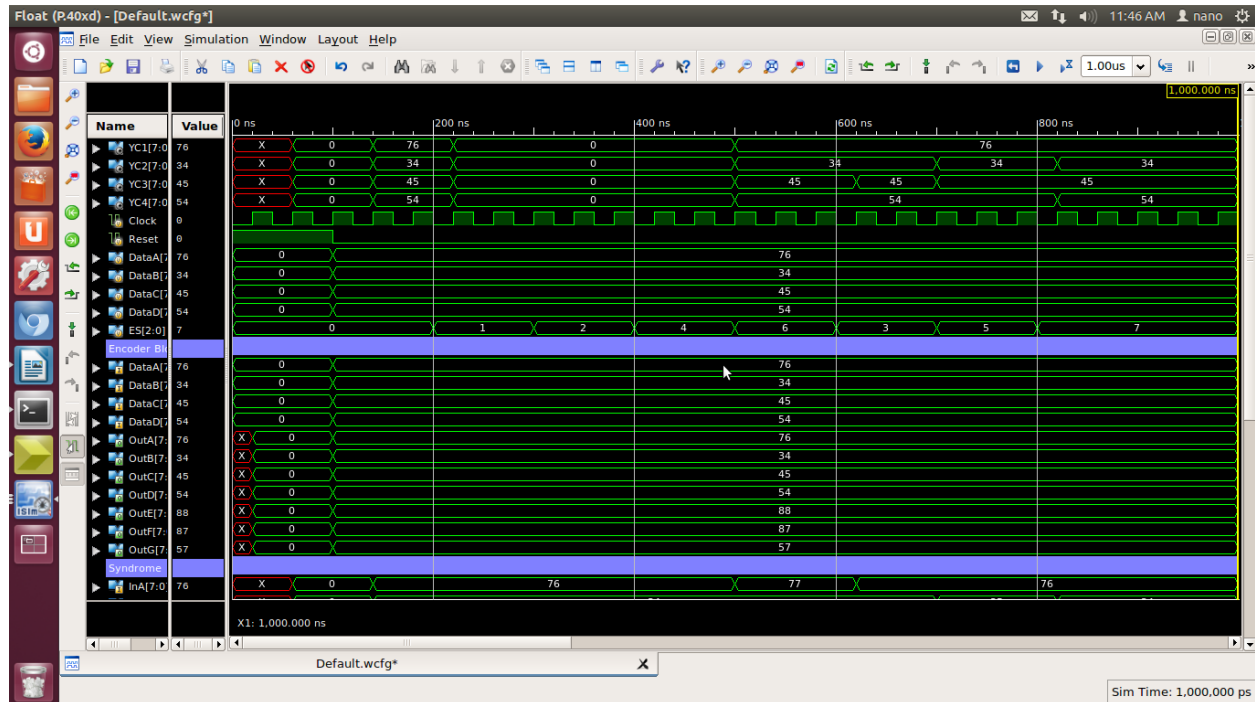 Float (P.40xd) - [Default.wcfg*] 11:46 AM nano
File Edit View Simulation Window Layout Help
1.00us »
1,000.000 ns
Name Value 0 ns 200 ns 400 ns 600 ns 800 ns
YC1[7:0 76 X 0 76 0 76
YC2[7:0 34 X 0 34 0 34 34 34
YC3[7:0 45 X 0 45 0 45 45 45
YC4[7:0 54 X 0 54 0 54 54
Clock 0
Reset 0
DataA[7 76 0 76
DataB[7 34 0 34
DataC[7 45 0 45
DataD[7 54 0 54
ES[2:0] 7 0 1 2 4 6 3 5 7
Encoder Blo
DataA[7 76 0 76
DataB[7 34 0 34
DataC[7 45 0 45
DataD[7 54 0 54
OutA[7: 76 X 0 76
OutB[7: 34 X 0 34
OutC[7: 45 X 0 45
OutD[7: 54 X 0 54
OutE[7: 88 X 0 88
OutF[7: 87 X 0 87
OutG[7: 57 X 0 57
Syndrome
InA[7:0] 76 X 0 76 77 76
X1: 1,000.000 ns
Default.wcfg*
Sim Time: 1,000,000 ps
ISim